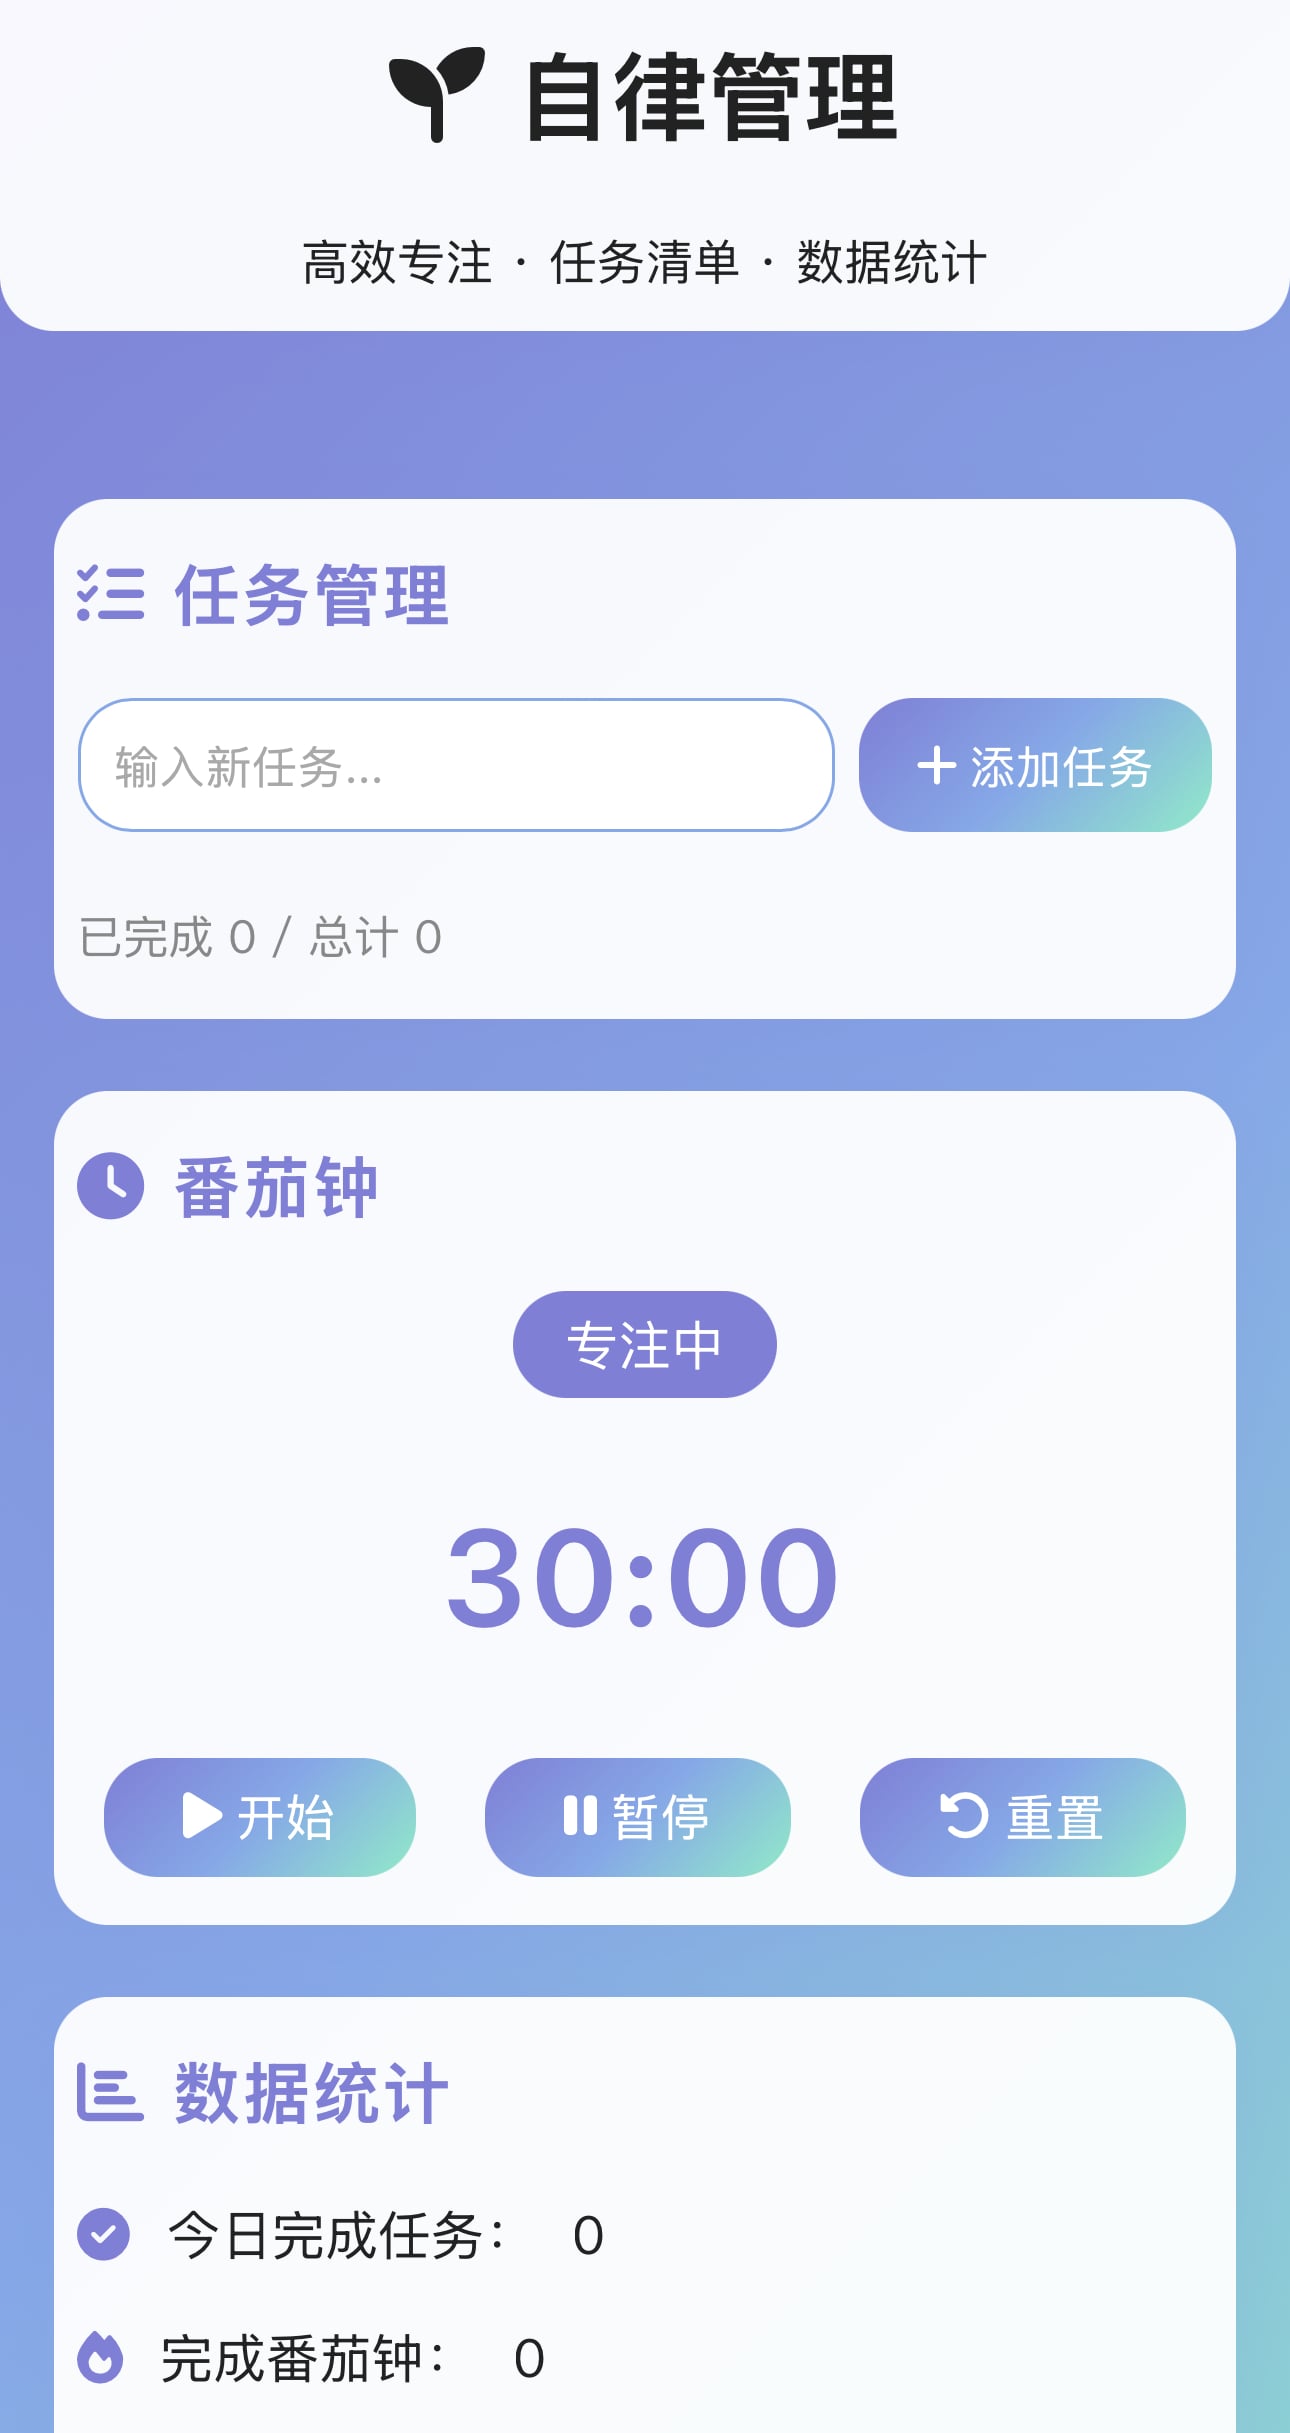 自律管理
高效专注 · 任务清单 · 数据统计
任务管理
输入新任务...
添加任务
已完成 0 / 总计 0
番茄钟
专注中
30:00
开始
暂停
重置
数据统计
今日完成任务： 0
完成番茄钟： 0